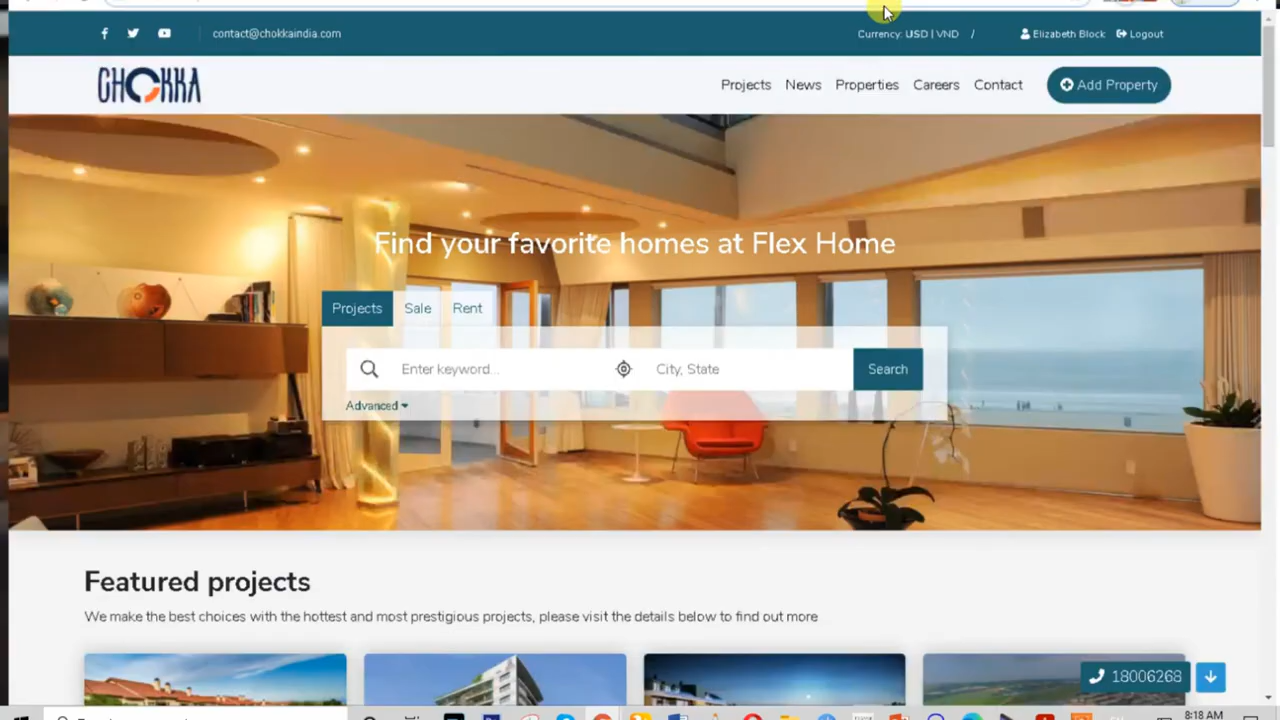 contact@chokkaindia.com
Currency: USD | VND /
Elizabeth Block
Logout
CHOKKA
Projects
News
Properties
Careers
Contact
Add Property
Find your favorite homes at Flex Home
Projects
Sale
Rent
Enter keyword...
City, State
Search
Advanced
Featured projects
We make the best choices with the hottest and most prestigious projects, please visit the details below to find out more
18006268
8:18 AM